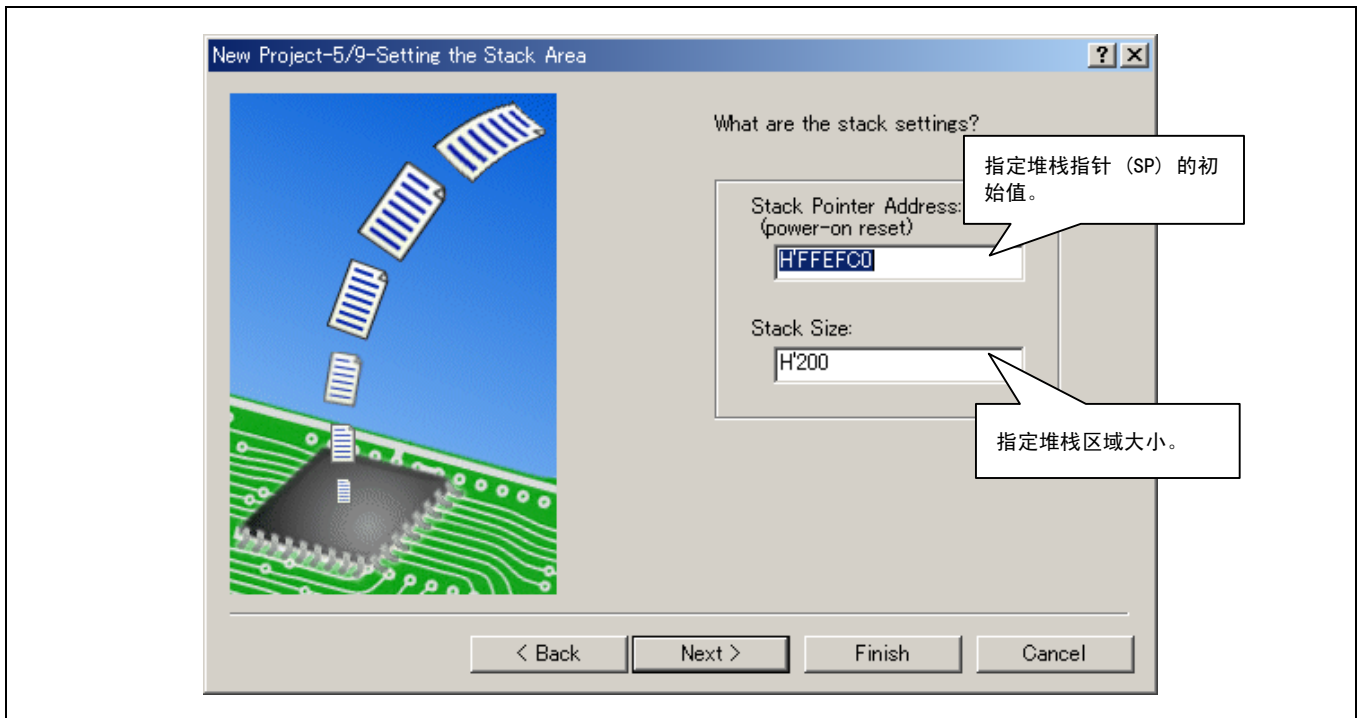 New Project-5/9-Setting the Stack Area
What are the stack settings?
指定堆栈指针 (SP) 的初
始值。
Stack Pointer Address:
(power-on reset)
H'FFEFC0
Stack Size:
H'200
指定堆栈区域大小。
< Back
Next >
Finish
Cancel